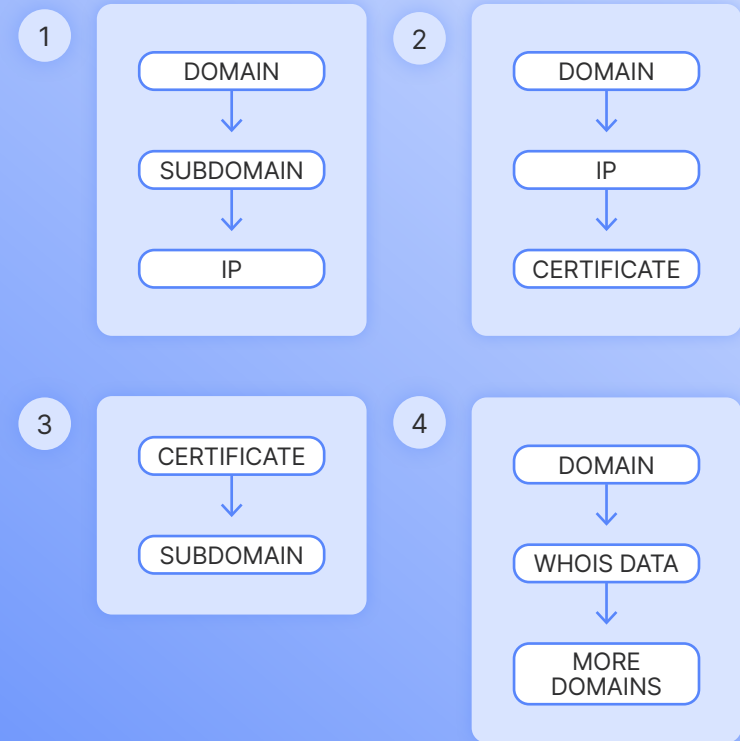 1
DOMAIN
SUBDOMAIN
IP
2
DOMAIN
IP
CERTIFICATE
3
CERTIFICATE
SUBDOMAIN
4
DOMAIN
WHOIS DATA
MORE
DOMAINS